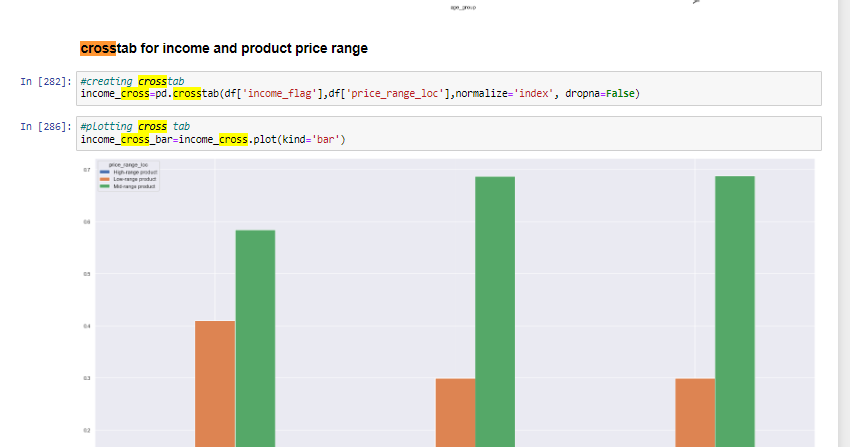 age_group
crosstab for income and product price range
In [282]:
#creating crosstab
income_cross=pd.crosstab(df['income_flag'],df['price_range_loc'],normalize='index', dropna=False)
In [286]:
#plotting cross tab
income_cross_bar=income_cross.plot(kind='bar')
price_range_loc
High-range product
Low-range product
Mid-range product
0.7
0.6
0.5
0.4
0.3
0.2